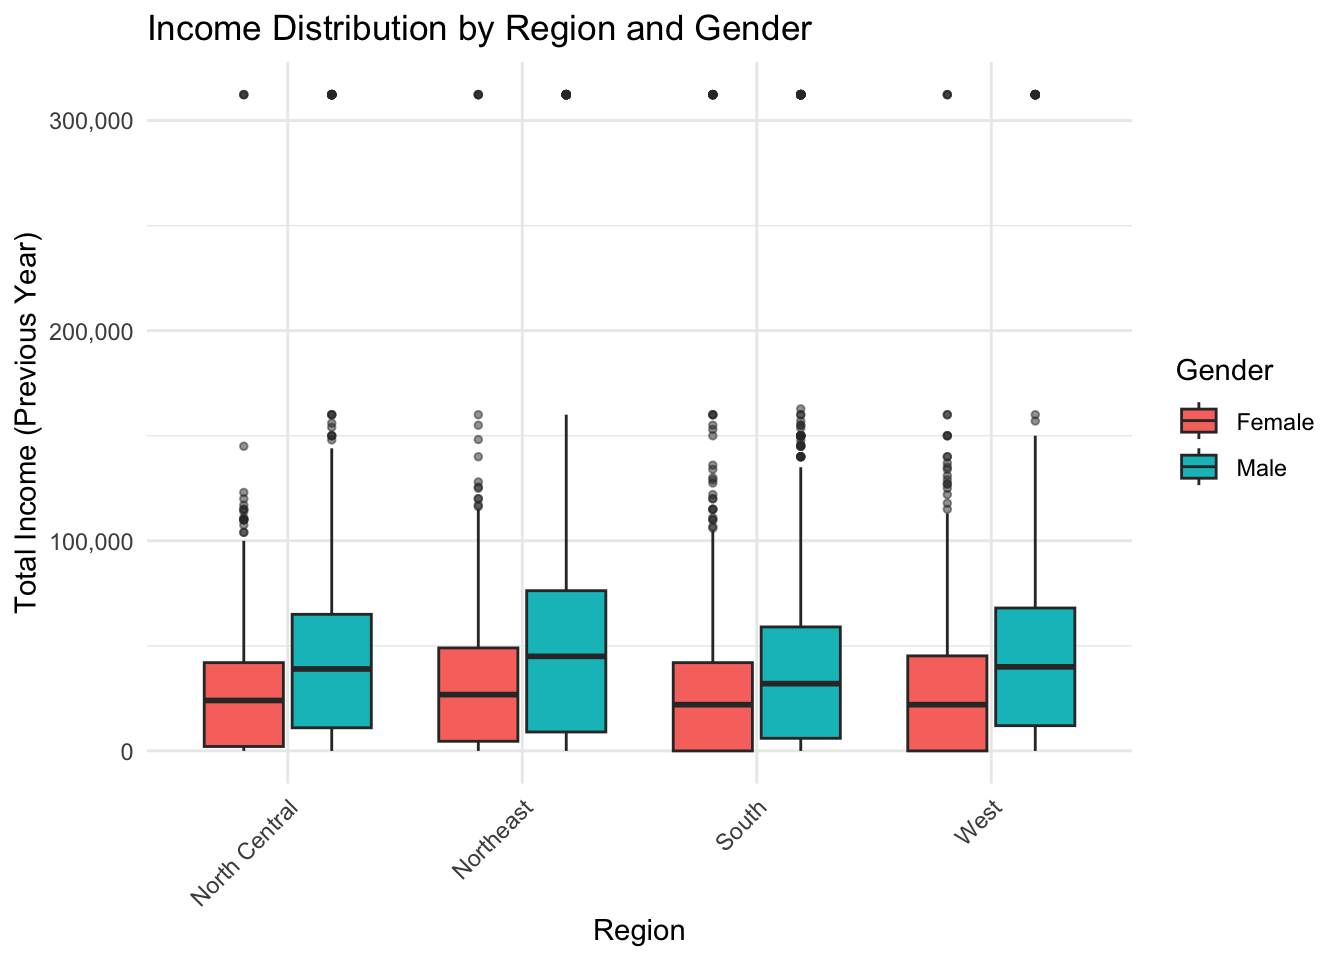 Income Distribution by Region and Gender
Total Income (Previous Year)
300,000
200,000
100,000
0
North Central
Northeast
South
West
Region
Gender
Female
Male